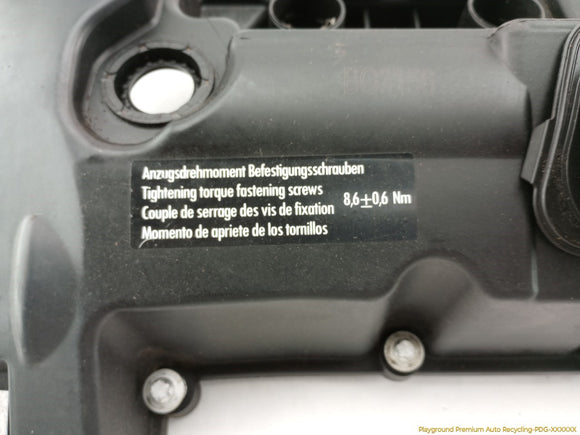 Anzugsdrehmoment Befestigungsschrauben
Tightening torque fastening screws
Couple de serrage des vis de fixation 8,6±0,6 Nm
Momento de apriete de los tornillos
Playground Premium Auto Recycling-PDG-XXXXXXX